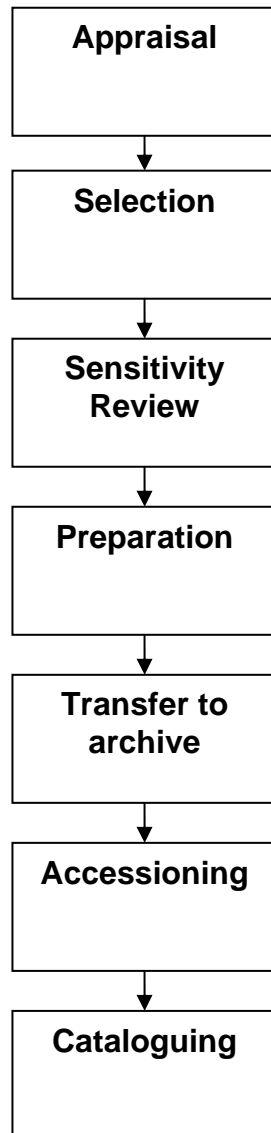 Appraisal
Selection
Sensitivity
Review
Preparation
Transfer to
archive
Accessioning
Cataloguing